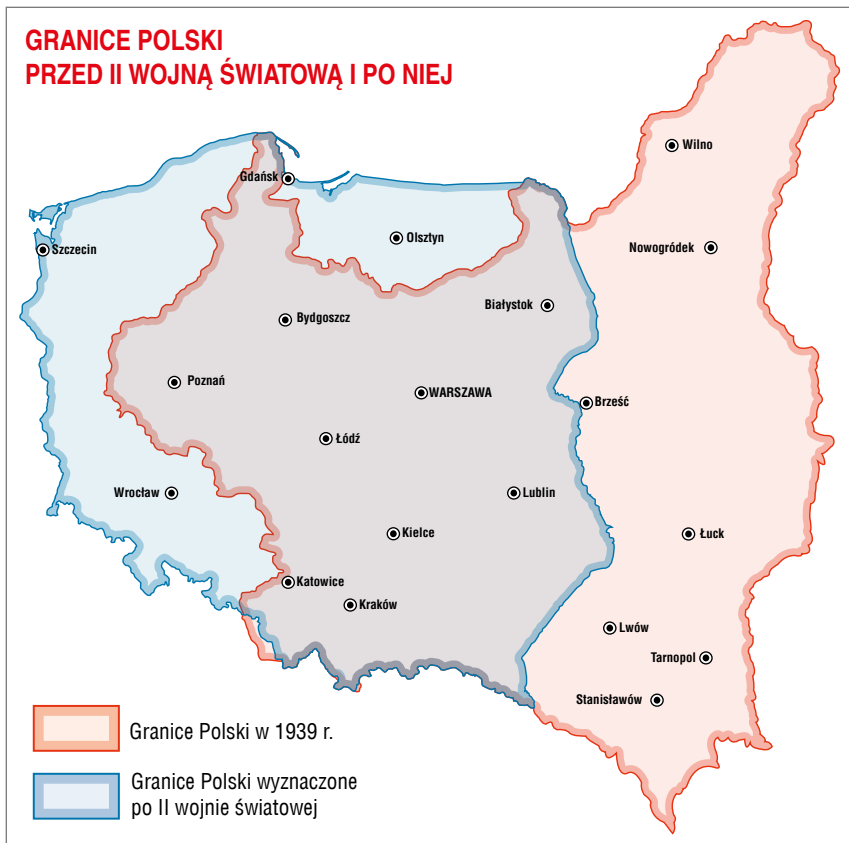 GRANICE POLSKI
PRZED II WOJNĄ ŚWIATOWĄ I PO NIEJ
Wilno
Gdańsk
Olsztyn
Nowogródek
Szczecin
Białystok
Bydgoszcz
Poznań
WARSZAWA
Brześć
Łódź
Wrocław
Lublin
Kielce
Łuck
Katowice
Kraków
Lwów
Tarnopol
Stanisławów
Granice Polski w 1939 r.
Granice Polski wyznaczone
po II wojnie światowej